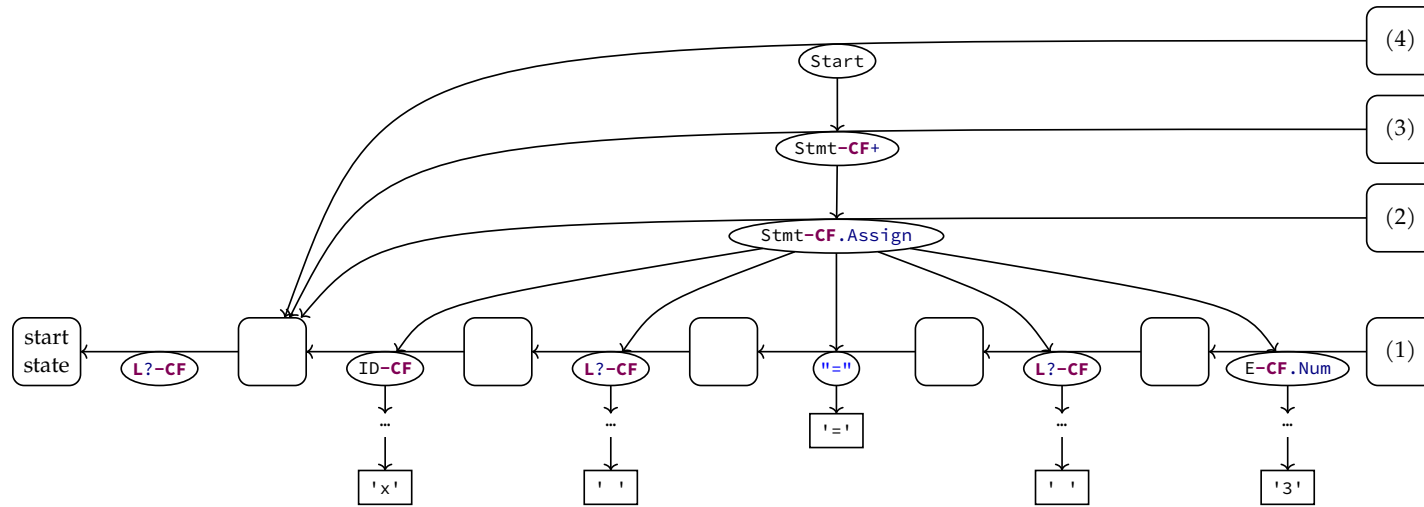 (4)
Start
(3)
Stmt-CF+
(2)
Stmt-CF.Assign
start
state
(1)
L?-CF
ID-CF
L?-CF
"="
L?-CF
E-CF.Num
…
…
'='
…
…
'x'
' '
' '
'3'